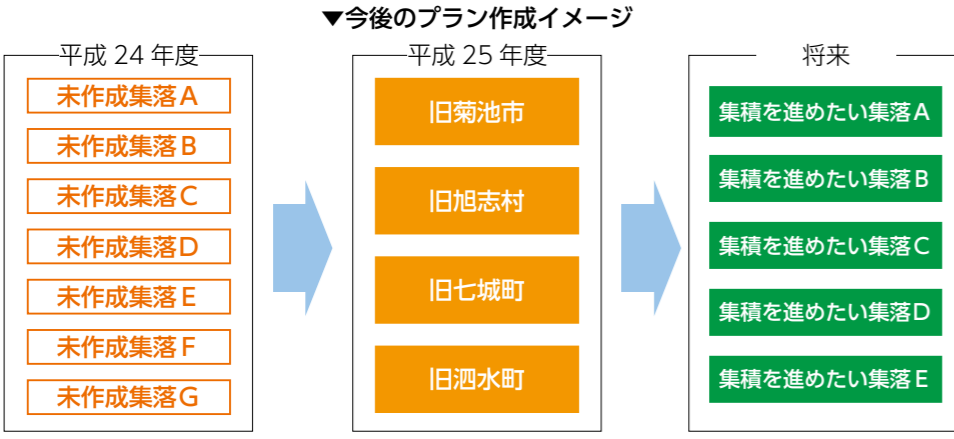 ▼今後のプラン作成イメージ
平成 24 年度
未作成集落A
未作成集落B
未作成集落C
未作成集落D
未作成集落E
未作成集落F
未作成集落G
平成 25 年度
旧菊池市
旧旭志村
旧七城町
旧泗水町
将来
集積を進めたい集落A
集積を進めたい集落B
集積を進めたい集落C
集積を進めたい集落D
集積を進めたい集落E